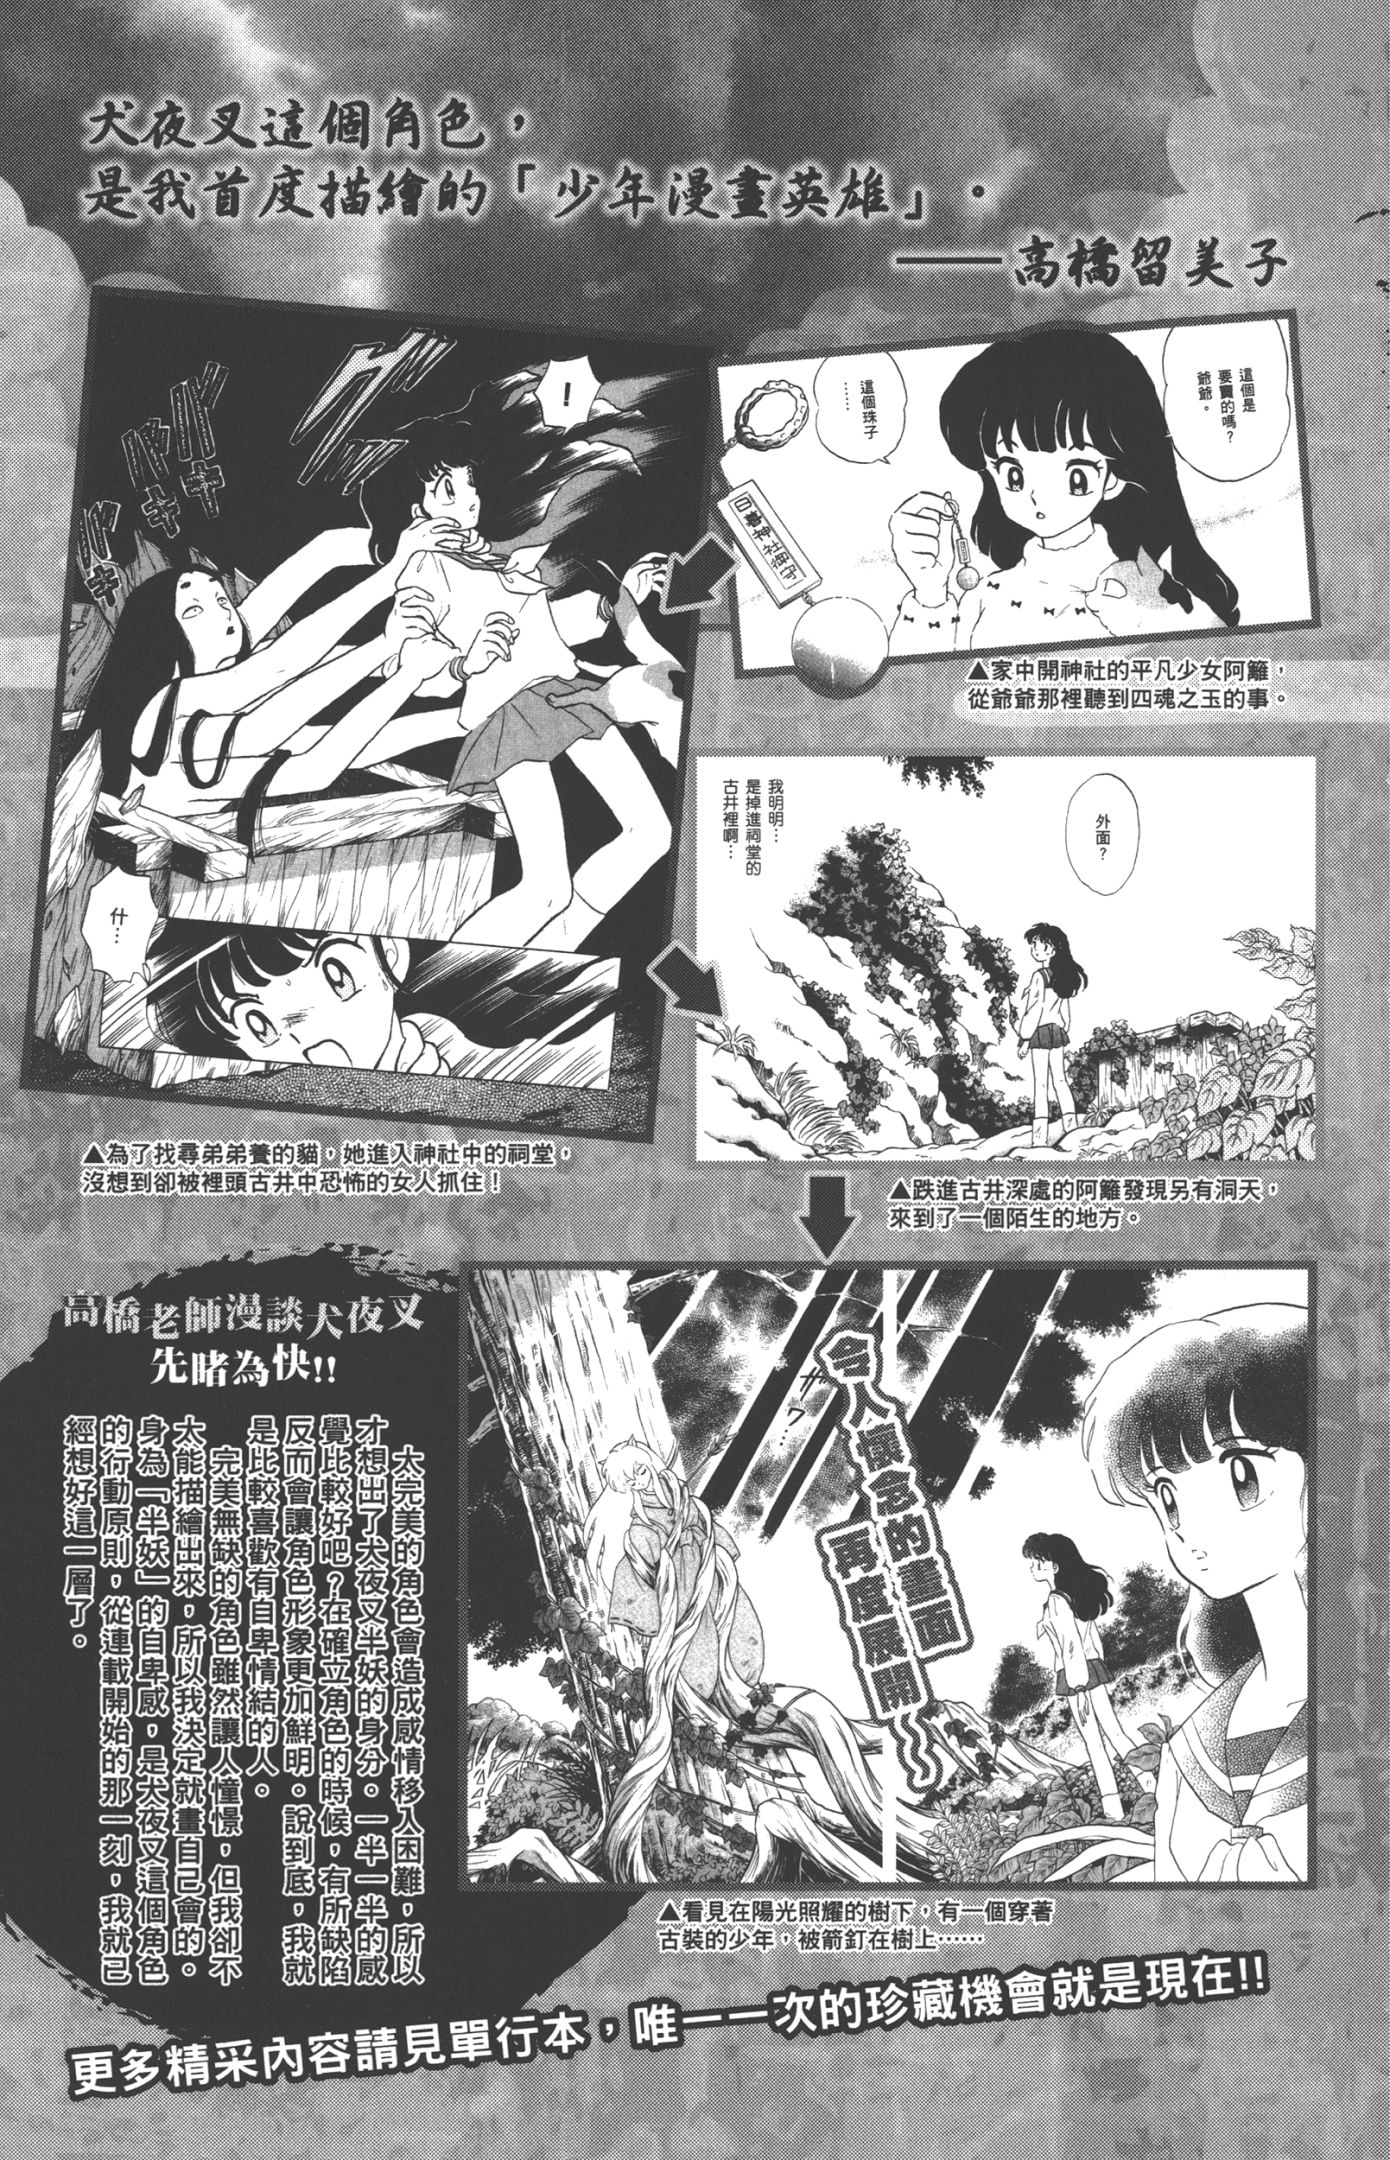 犬夜叉這個角色，
是我首度描繪的「少年漫畫英雄」。
——高橋留美子
這個是
要賣的嗎？
爺爺。
這個珠子
……
▲家中開神社的平凡少女阿籬，
從爺爺那裡聽到四魂之玉的事。
！
什…
▲為了找尋弟弟養的貓，她進入神社中的祠堂，
沒想到卻被裡頭古井中恐怖的女人抓住！
外面？
我明明…
是掉進祠堂的
古井裡啊…
▲跌進古井深處的阿籬發現另有洞天，
來到了一個陌生的地方。
令人懷念的畫面
再度展開～～
ザワ…
▲看見在陽光照耀的樹下，有一個穿著
古裝的少年，被箭釘在樹上……
高橋老師漫談犬夜叉
先睹為快!!
太完美的角色會造成感情移入困難，所以
才想出了犬夜叉半妖的身分。一半一半的感
覺比較好吧？在確立角色的時候，有所缺陷
反而會讓角色形象更加鮮明。說到底，我就
是比較喜歡有自卑情結的人。
完美無缺的角色雖然讓人憧憬，但我卻不
太能描繪出來，所以我決定就畫自己會的。
身為「半妖」的自卑感，是犬夜叉這個角色
的行動原則，從連載開始的那一刻，我就已
經想好這一層了。
更多精采內容請見單行本，唯一一次的珍藏機會就是現在!!